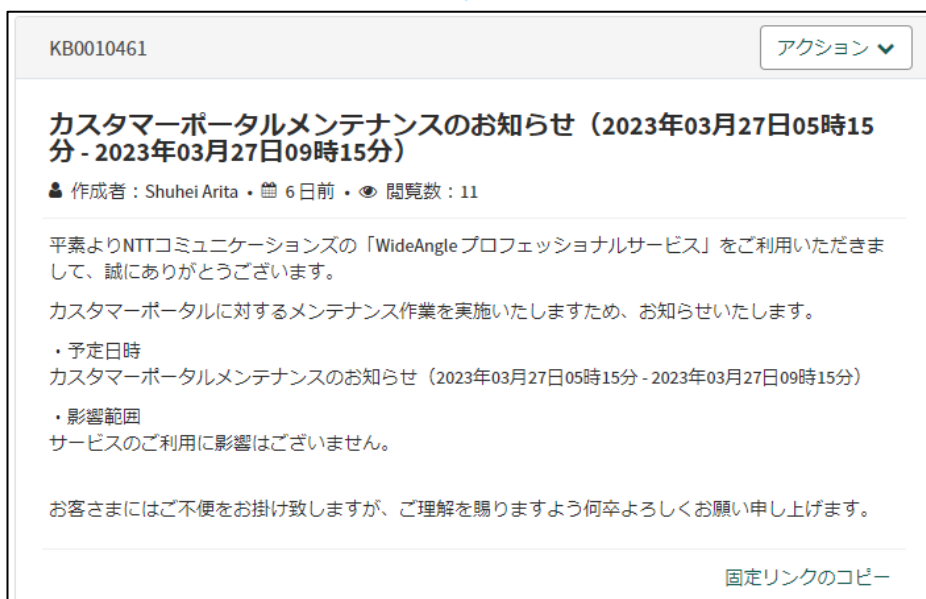 KB0010461
アクション
カスタマーポータルメンテナンスのお知らせ（2023年03月27日05時15
分 - 2023年03月27日09時15分）
作成者：Shuhei Arita • 6日前 • 閲覧数：11
平素よりNTTコミュニケーションズの「WideAngle プロフェッショナルサービス」をご利用いただきま
して、誠にありがとうございます。
カスタマーポータルに対するメンテナンス作業を実施いたしますため、お知らせいたします。
・予定日時
カスタマーポータルメンテナンスのお知らせ（2023年03月27日05時15分 - 2023年03月27日09時15分）
・影響範囲
サービスのご利用に影響はございません。
お客さまにはご不便をお掛け致しますが、ご理解を賜りますよう何卒よろしくお願い申し上げます。
固定リンクのコピー